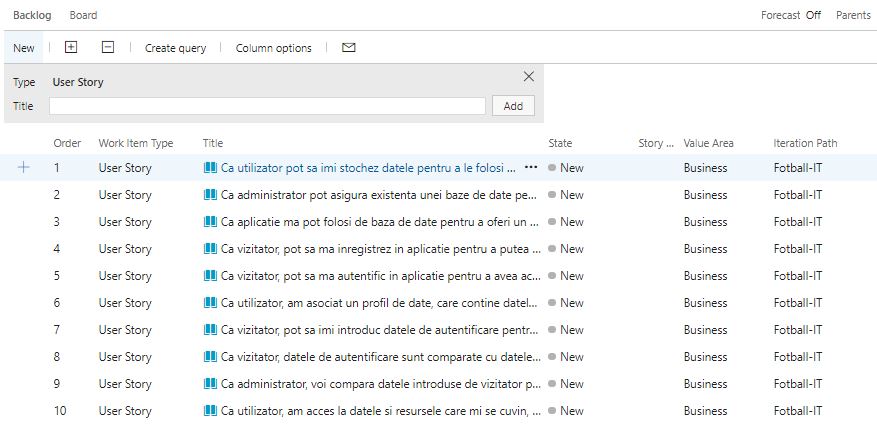 Backlog Board Forecast Off Parents
New Create query Column options
Type User Story
Title Add
Order Work Item Type Title State Story ... Value Area Iteration Path
1 User Story Ca utilizator pot sa imi stochez datele pentru a le folosi ... ... New Business Fotball-IT
2 User Story Ca administrator pot asigura existenta unei baze de date pe... New Business Fotball-IT
3 User Story Ca aplicatie ma pot folosi de baza de date pentru a oferi un ... New Business Fotball-IT
4 User Story Ca vizitator, pot sa ma inregistrez in aplicatie pentru a putea ... New Business Fotball-IT
5 User Story Ca vizitator, pot sa ma autentific in aplicatie pentru a avea ac... New Business Fotball-IT
6 User Story Ca utilizator, am asociat un profil de date, care contine datel... New Business Fotball-IT
7 User Story Ca vizitator, pot sa imi introduc datele de autentificare pentr... New Business Fotball-IT
8 User Story Ca vizitator, datele de autentificare sunt comparate cu datele... New Business Fotball-IT
9 User Story Ca administrator, voi compara datele introduse de vizitator p... New Business Fotball-IT
10 User Story Ca utilizator, am acces la datele si resursele care mi se cuvin, ... New Business Fotball-IT